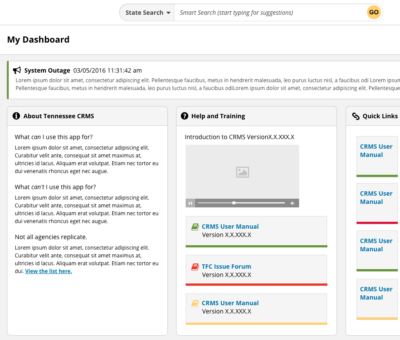 State Search
Smart Search (start typing for suggestions)
GO
My Dashboard
System Outage 03/05/2016 11:31:42 am
Lorem ipsum dolor sit amet, consectetur adipiscing elit. Pellentesque faucibus, metus in hendrerit malesuada, leo purus luctus nisl, a faucibus odi Lorem ipsum
Pellentesque faucibus, metus in hendrerit malesuada, leo purus luctus nisl, a faucibus odiLorem ipsum dolor sit amet, consectetur adipiscing elit. Pellentesque
About Tennessee CRMS
What can I use this app for?
Lorem ipsum dolor sit amet, consectetur adipiscing elit.
Curabitur velit ante, consequat sit amet maximus at,
ultricies id lacus. Aliquam erat volutpat. Etiam nec tortor eu
dui venenatis rhoncus eget nec augue.
What can't I use this app for?
Lorem ipsum dolor sit amet, consectetur adipiscing elit.
Curabitur velit ante, consequat sit amet maximus at,
ultricies id lacus. Aliquam erat volutpat. Etiam nec tortor eu
dui venenatis rhoncus eget nec augue.
Not all agencies replicate.
Lorem ipsum dolor sit amet, consectetur adipiscing elit.
Curabitur velit ante, consequat sit amet maximus at,
ultricies id lacus. Aliquam erat volutpat. Etiam nec tortor eu
dui. View the list here.
Help and Training
Introduction to CRMS VersionX.X.XXX.X
CRMS User Manual
Version X.X.XXX.X
TFC Issue Forum
Version X.X.XXX.X
CRMS User Manual
Version X.X.XXX.X
Quick Links
CRMS User
Manual
CRMS User
Manual
CRMS User
Manual
CRMS User
Manual